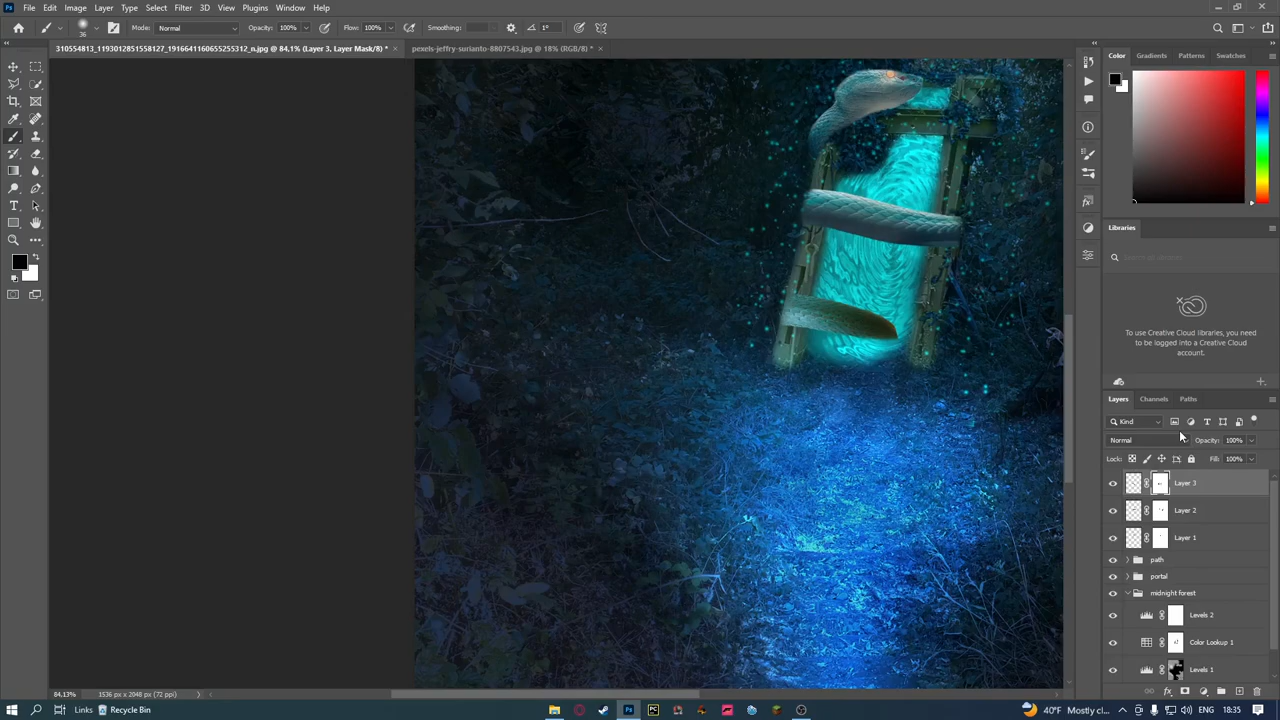 File Edit Image Layer Type Select Filter 3D View Plugins Window Help
Mode: Normal Opacity: 100% Flow: 100% Smoothing: 1°
310554813_1193012851558127_1916641160655255312_n.jpg @ 84,1% (Layer 3, Layer Mask/8) * × pexels-jeffry-surianto-8807543.jpg @ 18% (RGB/8) * ×
Color Gradients Patterns Swatches
Libraries
To use Creative Cloud libraries, you need
to be logged into a Creative Cloud
account.
Layers Channels Paths
Kind
Normal Opacity: 100%
Lock: Fill: 100%
Layer 3
Layer 2
Layer 1
path
portal
midnight forest
Levels 2
Color Lookup 1
Levels 1
84,13% 1536 px x 2048 px (72 ppi)
Links Recycle Bin 40°F Mostly cl... ENG 18:35